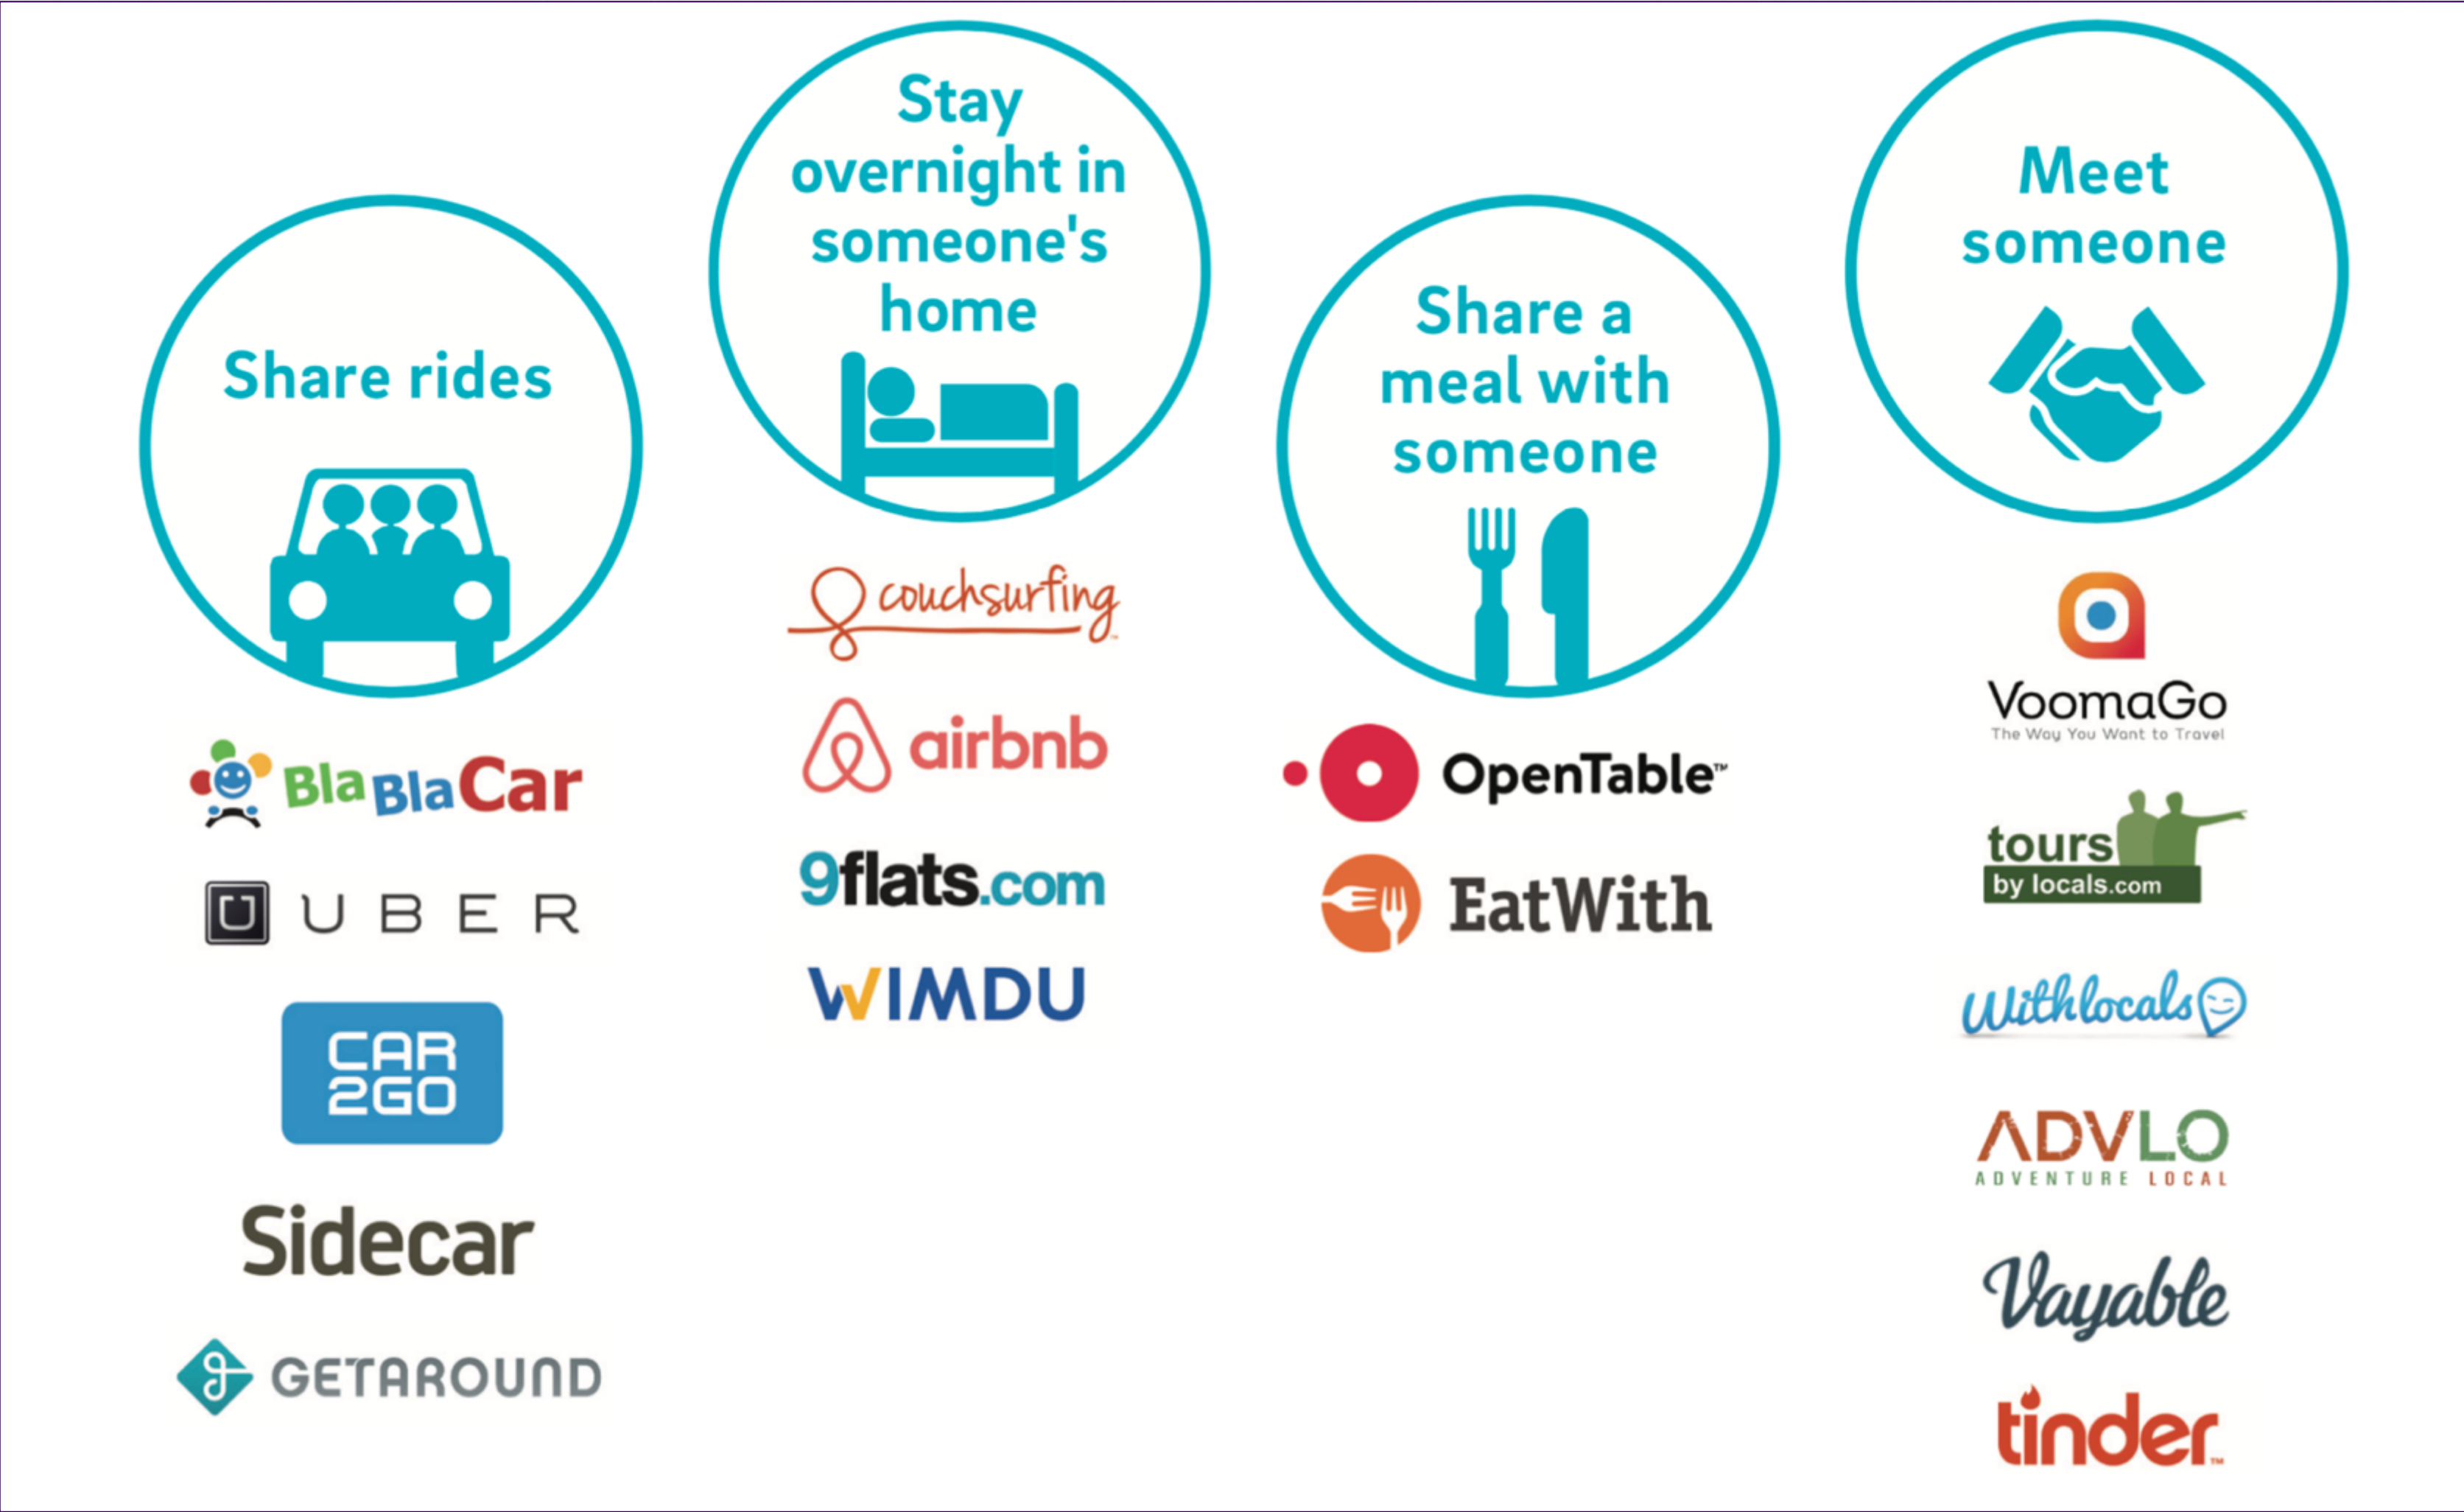 Share rides
BlaBlaCar
U UBER
CAR
2GO
Sidecar
GETAROUND
Stay
overnight in
someone's
home
couchsurfing™
airbnb
9flats.com
WIMDU
Share a
meal with
someone
OpenTable™
EatWith
Meet
someone
VoomaGo
The Way You Want to Travel
tours
by locals.com
Withlocals
ADVLO
ADVENTURE LOCAL
Vayable
tinder™